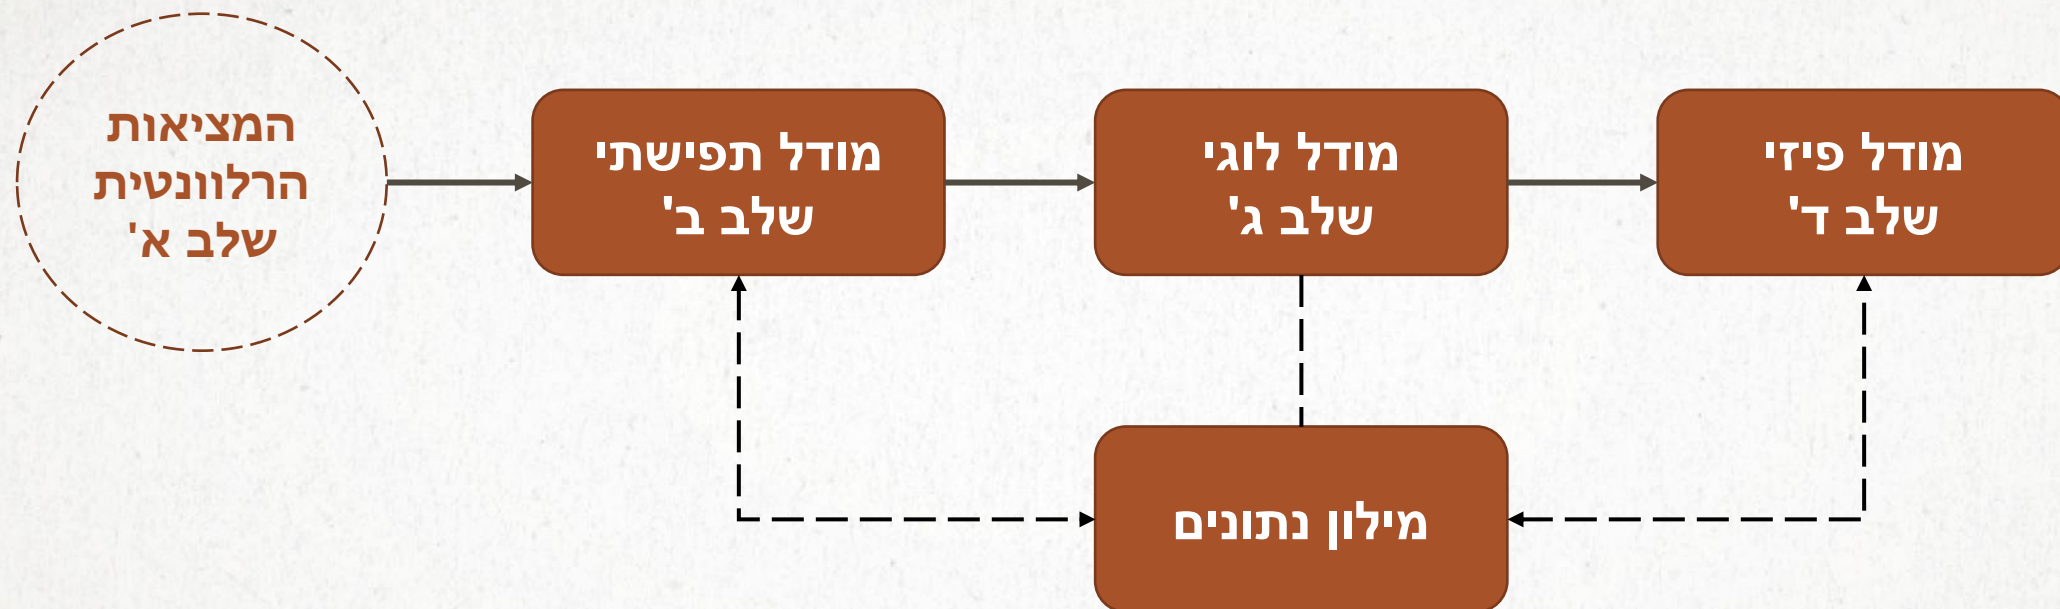 המציאות
הרלוונטית
שלב א'
מודל תפישתי
שלב ב'
מודל לוגי
שלב ג'
מודל פיזי
שלב ד'
מילון נתונים